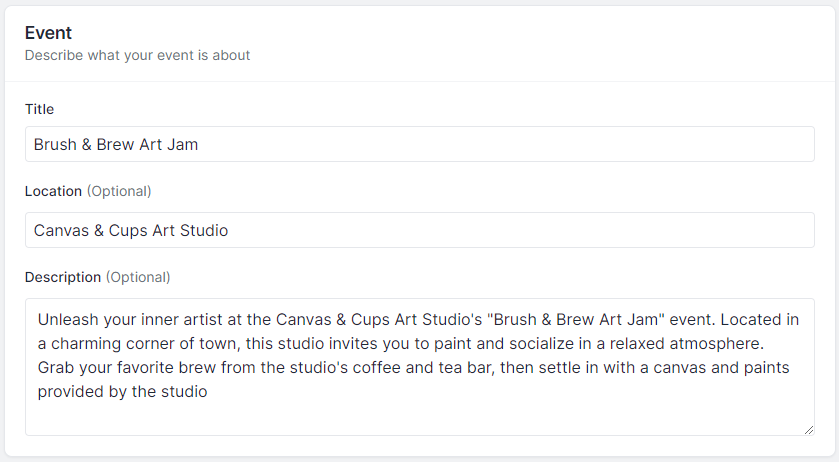 Event
Describe what your event is about
Title
Brush & Brew Art Jam
Location (Optional)
Canvas & Cups Art Studio
Description (Optional)
Unleash your inner artist at the Canvas & Cups Art Studio's "Brush & Brew Art Jam" event. Located in
a charming corner of town, this studio invites you to paint and socialize in a relaxed atmosphere.
Grab your favorite brew from the studio's coffee and tea bar, then settle in with a canvas and paints
provided by the studio